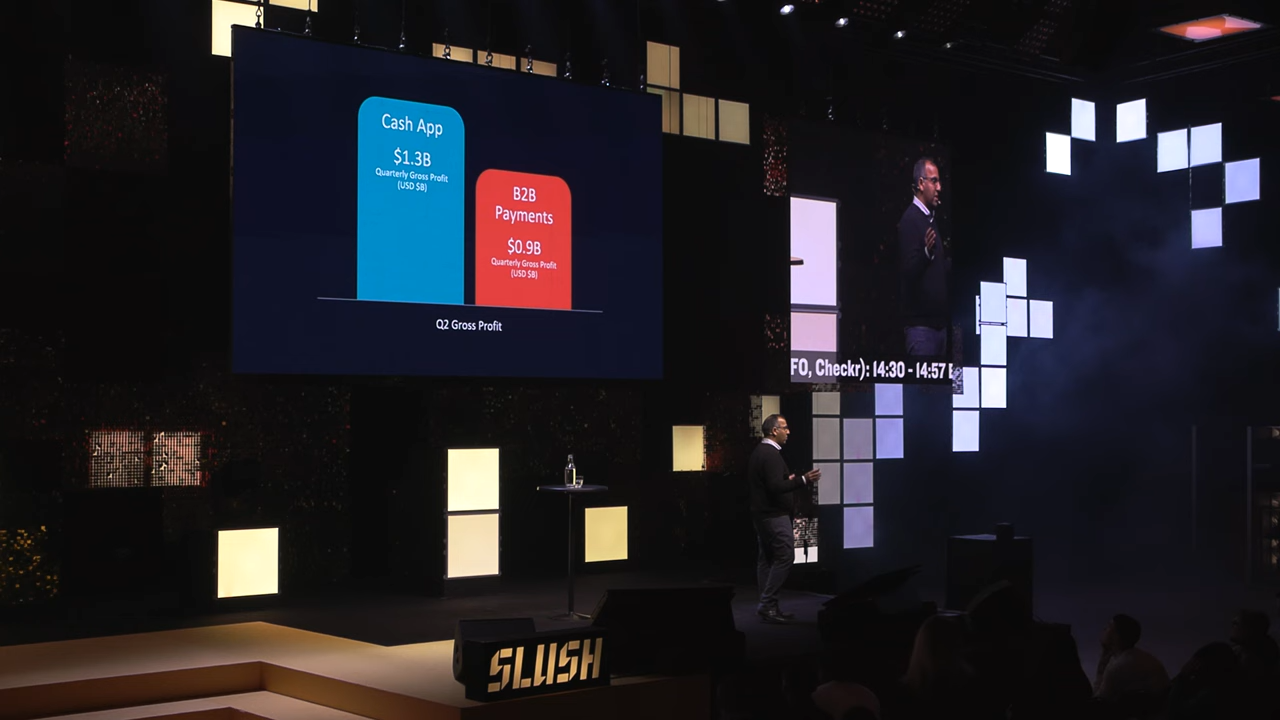 Cash App
$1.3B
Quarterly Gross Profit
(USD $B)
B2B
Payments
$0.9B
Quarterly Gross Profit
(USD $B)
Q2 Gross Profit
FO, Checkr): 14:30 - 14:57
SLUSH